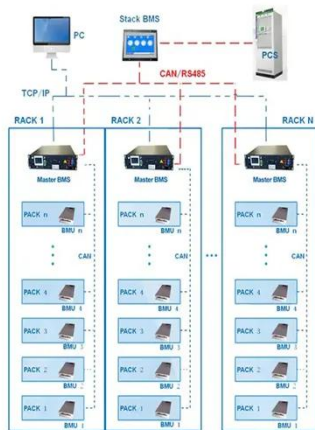 PC
Stack BMS
PCS
CAN/RS485
TCP/IP
RACK 1
RACK 2
RACK N
Master BMS
Master BMS
Master BMS
PACK n
BMU n
PACK n
BMU n
PACK n
BMU n
CAN
CAN
CAN
PACK 4
BMU 4
PACK 4
BMU 4
PACK 4
BMU 4
PACK 3
BMU 3
PACK 3
BMU 3
PACK 3
BMU 3
PACK 2
BMU 2
PACK 2
BMU 2
PACK 2
BMU 2
PACK 1
BMU 1
PACK 1
BMU 1
PACK 1
BMU 1